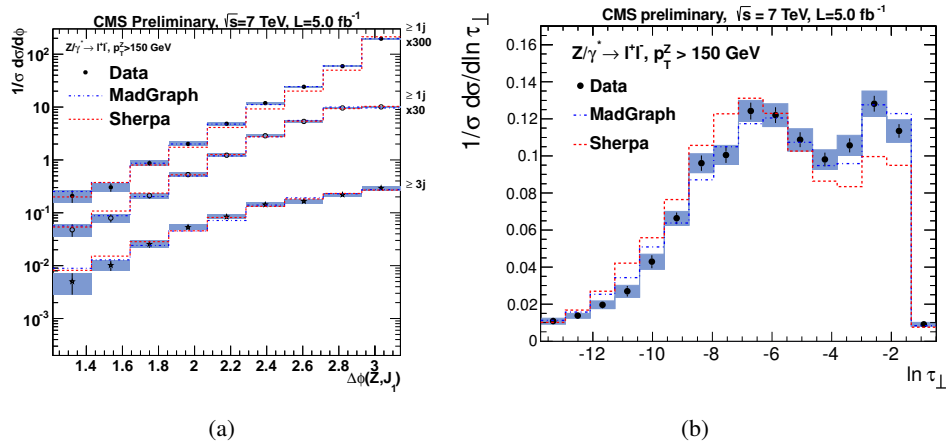 CMS Preliminary, √s= 7 TeV, L=5.0 fb⁻¹
Z/γ*→ l⁺l⁻, p_T^Z>150 GeV
Data
MadGraph
Sherpa
≥ 1j
x300
≥ 1j
x30
≥ 3j
1/σ dσ/dϕ
10²
10
1
10⁻¹
10⁻²
10⁻³
1.4 1.6 1.8 2 2.2 2.4 2.6 2.8 3
Δϕ(Z,J₁)
(a)
CMS preliminary, √s = 7 TeV, L=5.0 fb⁻¹
Z/γ*→ l⁺l⁻, p_T^Z > 150 GeV
Data
MadGraph
Sherpa
1/σ dσ/dln τ⊥
0.16
0.14
0.12
0.1
0.08
0.06
0.04
0.02
0
-12 -10 -8 -6 -4 -2
ln τ⊥
(b)